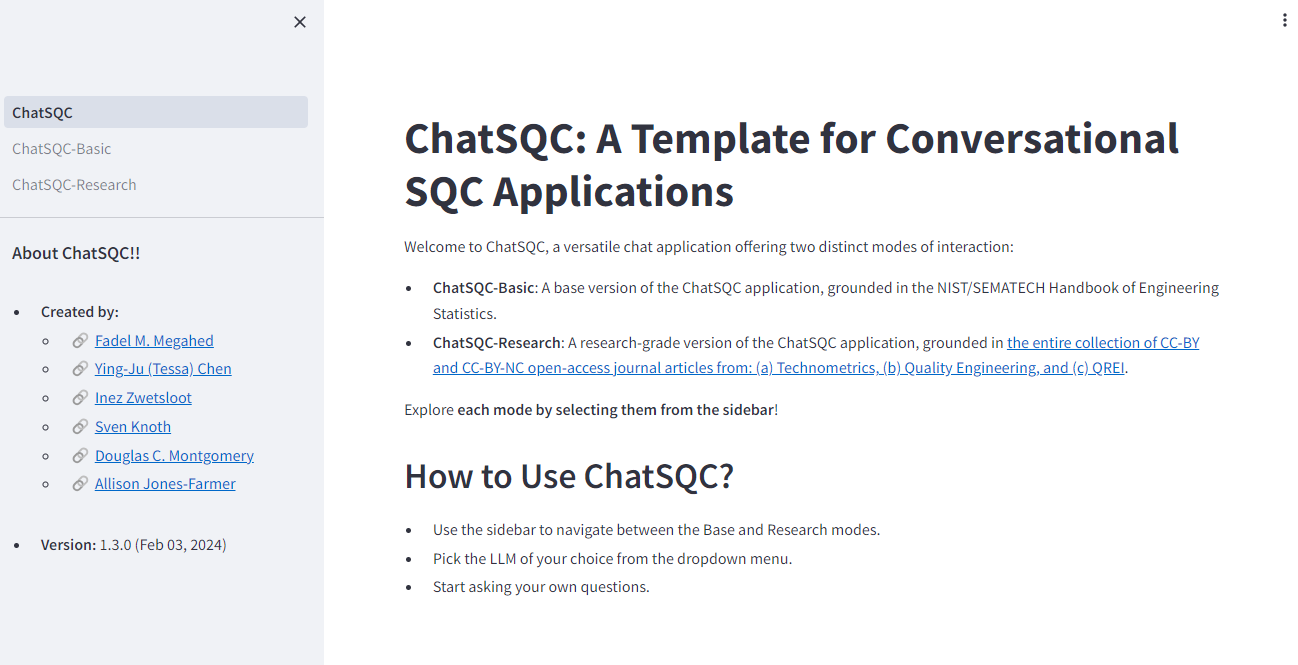 ChatSQC
ChatSQC-Basic
ChatSQC-Research
About ChatSQC!!
Created by:
Fadel M. Megahed
Ying-Ju (Tessa) Chen
Inez Zwetsloot
Sven Knoth
Douglas C. Montgomery
Allison Jones-Farmer
Version: 1.3.0 (Feb 03, 2024)
ChatSQC: A Template for Conversational
SQC Applications
Welcome to ChatSQC, a versatile chat application offering two distinct modes of interaction:
ChatSQC-Basic: A base version of the ChatSQC application, grounded in the NIST/SEMATECH Handbook of Engineering
Statistics.
ChatSQC-Research: A research-grade version of the ChatSQC application, grounded in the entire collection of CC-BY
and CC-BY-NC open-access journal articles from: (a) Technometrics, (b) Quality Engineering, and (c) QREI.
Explore each mode by selecting them from the sidebar!
How to Use ChatSQC?
Use the sidebar to navigate between the Base and Research modes.
Pick the LLM of your choice from the dropdown menu.
Start asking your own questions.